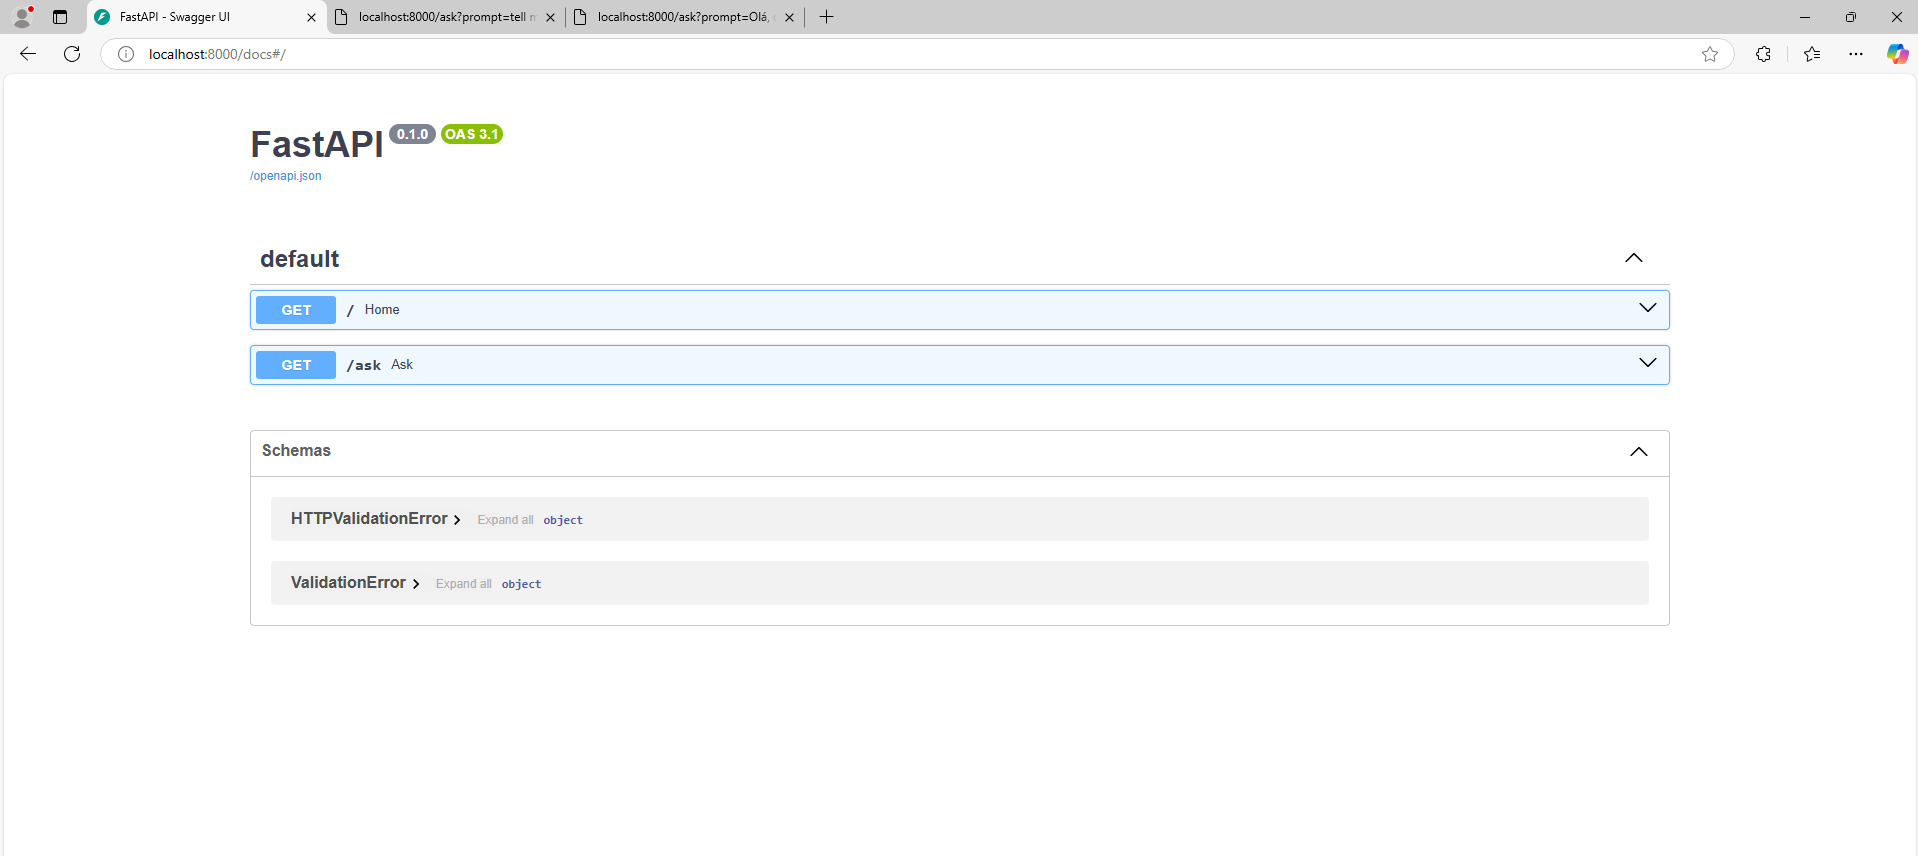 FastAPI - Swagger UI
localhost:8000/ask?prompt=tell
localhost:8000/ask?prompt=Olá,
localhost:8000/docs#/
FastAPI 0.1.0 OAS 3.1
/openapi.json
default
GET / Home
GET /ask Ask
Schemas
HTTPValidationError Expand all object
ValidationError Expand all object